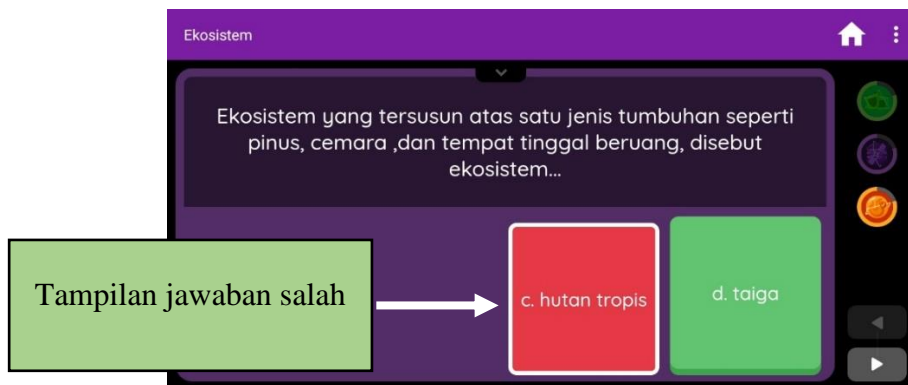 Ekosistem
Ekosistem yang tersusun atas satu jenis tumbuhan seperti
pinus, cemara ,dan tempat tinggal beruang, disebut
ekosistem...
Tampilan jawaban salah
c. hutan tropis
d. taiga